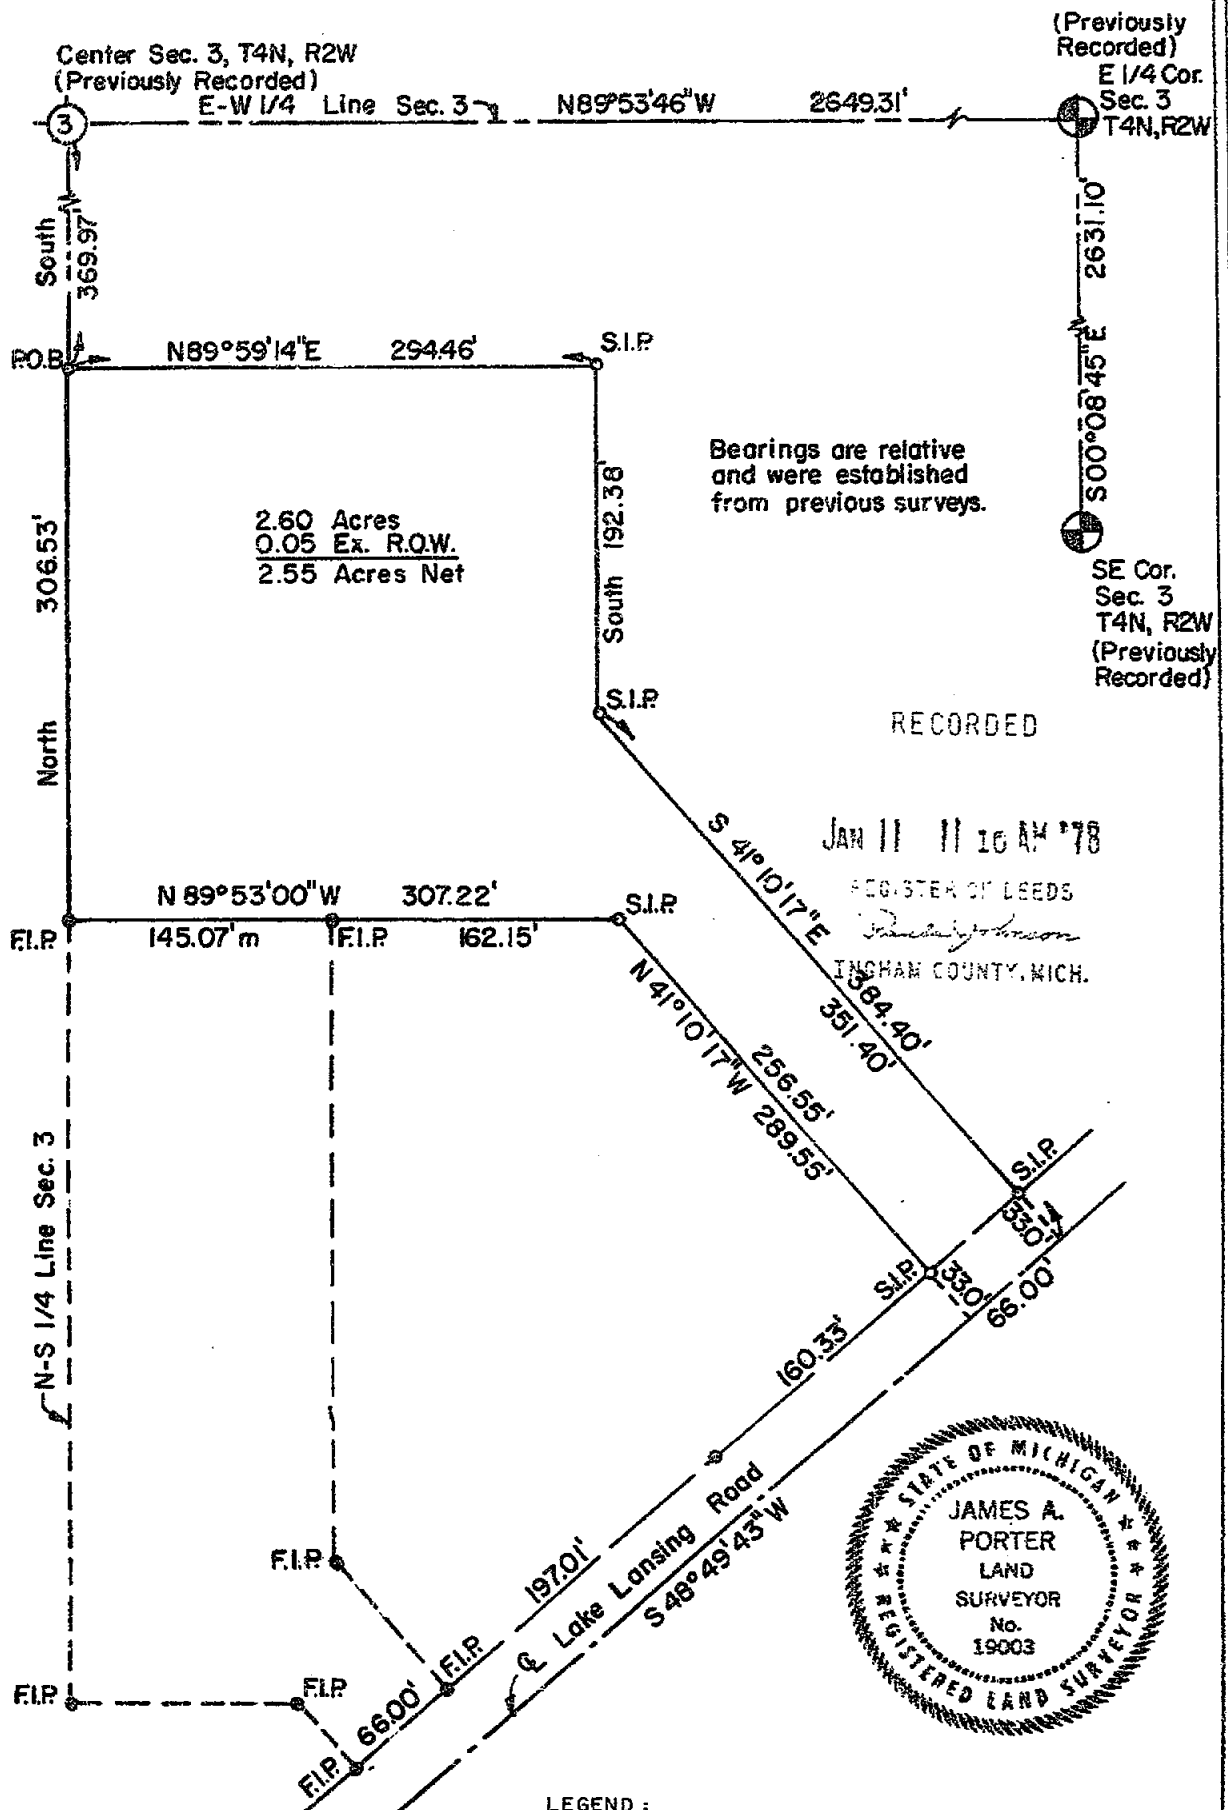 (Previously
Recorded)
E 1/4 Cor.
Sec. 3
T4N, R2W
Center Sec. 3, T4N, R2W
(Previously Recorded)
E-W 1/4 Line Sec. 3
N89°53'46"W 2649.31'
3
South 369.97'
S00°08'45"E 2631.10'
P.O.B.
N89°59'14"E 294.46'
S.I.P.
Bearings are relative
and were established
from previous surveys.
2.60 Acres
0.05 Ex. R.O.W.
2.55 Acres Net
North 306.53'
South 192.38'
SE Cor.
Sec. 3
T4N, R2W
(Previously
Recorded)
S.I.P.
RECORDED
JAN 11 11 16 AM '78
REGISTER OF DEEDS
Johnson
INGHAM COUNTY, MICH.
S 41°10'17"E 384.40'
351.40'
N 89°53'00"W 307.22'
S.I.P.
F.I.P.
145.07'm
F.I.P.
162.15'
256.55'
N 41°10'17"W 289.55'
N-S 1/4 Line Sec. 3
S.I.P.
33.0'
S.I.P.
33.0'
66.00'
160.33'
197.01'
Lake Lansing Road
S 48°49'43"W
F.I.P.
F.I.P.
F.I.P.
F.I.P.
66.00'
F.I.P.
STATE OF MICHIGAN
JAMES A.
PORTER
LAND
SURVEYOR
No.
19003
REGISTERED LAND SURVEYOR
LEGEND :